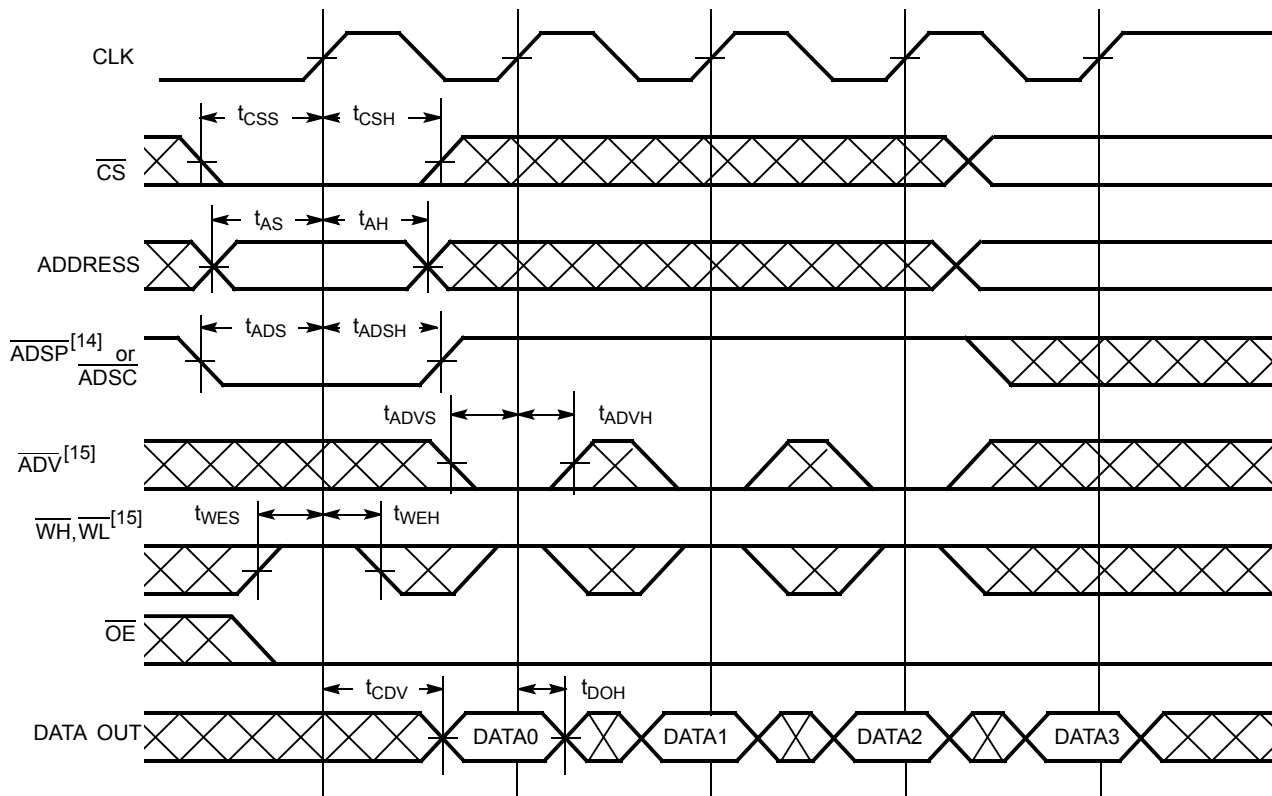 CLK
tCSS tCSH
CS
tAS tAH
ADDRESS
tADS tADSH
ADSP[14] or
ADSC
tADVS tADVH
ADV[15]
tWES tWEH
WH, WL[15]
OE
tCDV tDOH
DATA OUT DATA0 DATA1 DATA2 DATA3